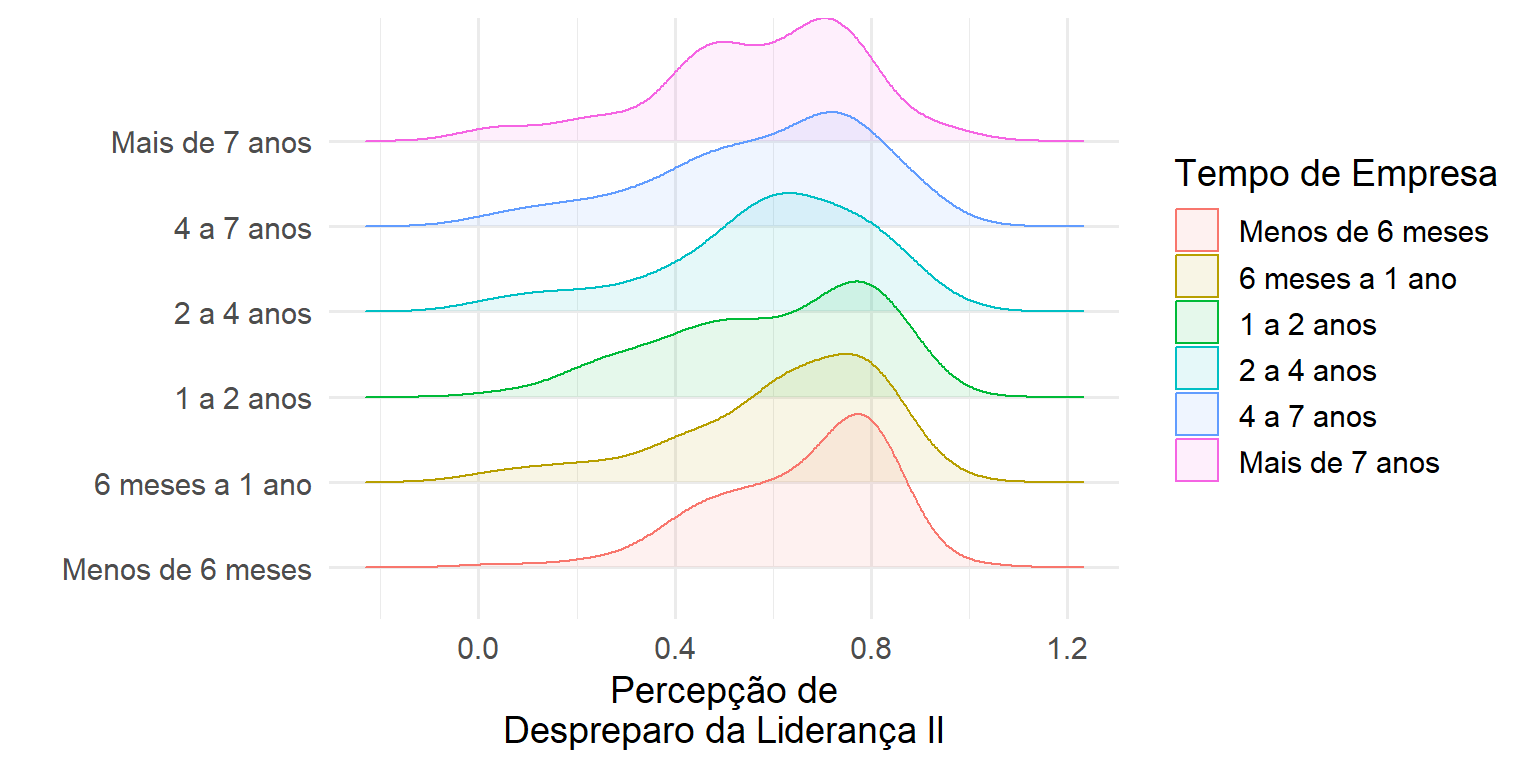 Mais de 7 anos
4 a 7 anos
2 a 4 anos
1 a 2 anos
6 meses a 1 ano
Menos de 6 meses
0.0 0.4 0.8 1.2
Percepção de
Despreparo da Liderança II
Tempo de Empresa
Menos de 6 meses
6 meses a 1 ano
1 a 2 anos
2 a 4 anos
4 a 7 anos
Mais de 7 anos